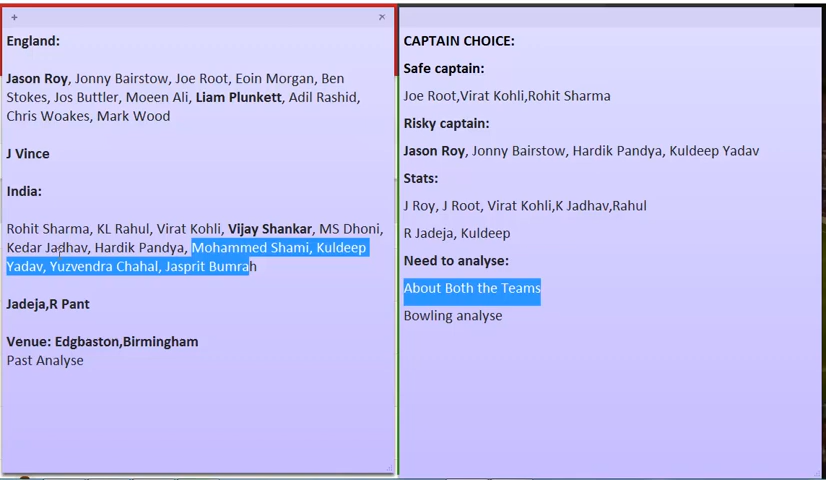 England:
Jason Roy, Jonny Bairstow, Joe Root, Eoin Morgan, Ben
Stokes, Jos Buttler, Moeen Ali, Liam Plunkett, Adil Rashid,
Chris Woakes, Mark Wood
J Vince
India:
Rohit Sharma, KL Rahul, Virat Kohli, Vijay Shankar, MS Dhoni,
Kedar Jadhav, Hardik Pandya, Mohammed Shami, Kuldeep
Yadav, Yuzvendra Chahal, Jasprit Bumrah
Jadeja,R Pant
Venue: Edgbaston,Birmingham
Past Analyse
CAPTAIN CHOICE:
Safe captain:
Joe Root,Virat Kohli,Rohit Sharma
Risky captain:
Jason Roy, Jonny Bairstow, Hardik Pandya, Kuldeep Yadav
Stats:
J Roy, J Root, Virat Kohli,K Jadhav,Rahul
R Jadeja, Kuldeep
Need to analyse:
About Both the Teams
Bowling analyse